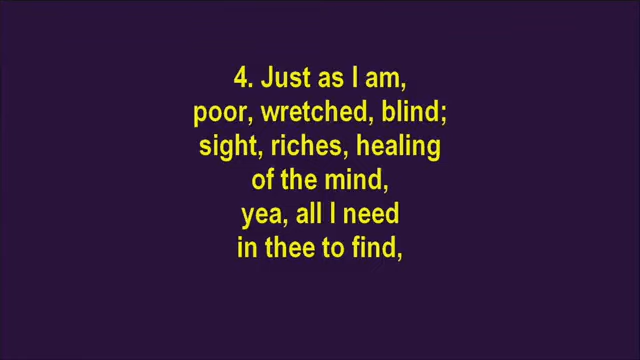 4. Just as I am,
poor, wretched, blind;
sight, riches, healing
of the mind,
yea, all I need
in thee to find,